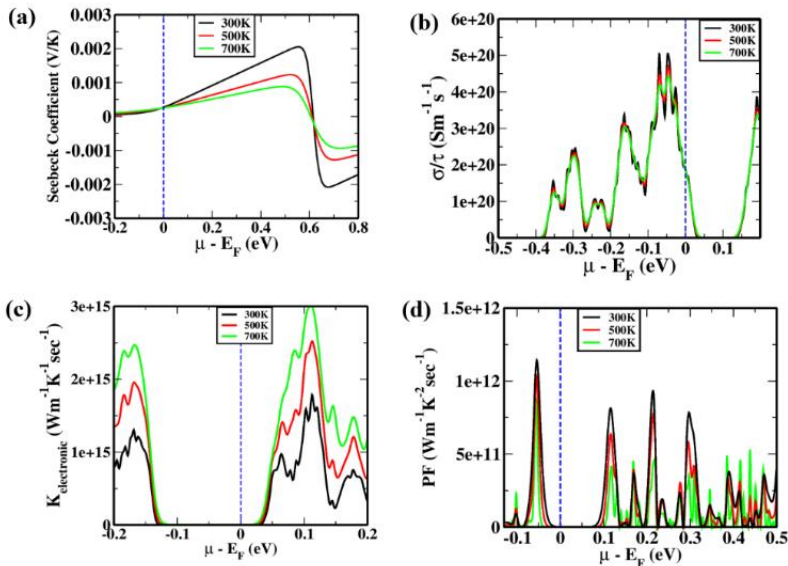 (a)
300K
500K
700K
Seebeck Coefficient (V/K)
0.003
0.002
0.001
0
-0.001
-0.002
-0.003
-0.2 0 0.2 0.4 0.6 0.8
μ - E_F (eV)
(b)
300K
500K
700K
σ/τ (Sm⁻¹ s⁻¹)
6e+20
5e+20
4e+20
3e+20
2e+20
1e+20
0
-0.5 -0.4 -0.3 -0.2 -0.1 0 0.1
μ - E_F (eV)
(c)
300K
500K
700K
K_electronic (Wm⁻¹K⁻¹sec⁻¹)
3e+15
2e+15
1e+15
0
-0.2 -0.1 0 0.1 0.2
μ - E_F (eV)
(d)
300K
500K
700K
PF (Wm⁻¹K⁻²sec⁻¹)
1.5e+12
1e+12
5e+11
0
-0.1 0 0.1 0.2 0.3 0.4 0.5
μ - E_F (eV)